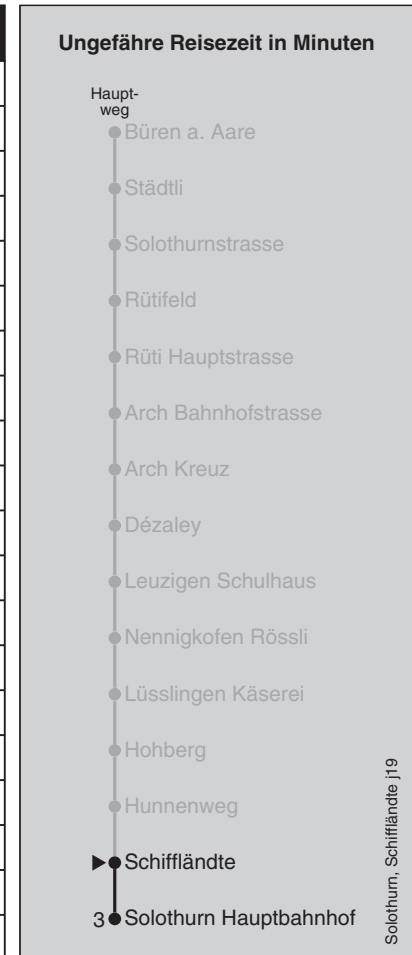 Ungefähre Reisezeit in Minuten
Haupt-
weg
Büren a. Aare
Städtli
Solothurnstrasse
Rütifeld
Rüti Hauptstrasse
Arch Bahnhofstrasse
Arch Kreuz
Dézaley
Leuzigen Schulhaus
Nennigkofen Rössli
Lüsslingen Käserei
Hohberg
Hunnenweg
Schiffländte
3 Solothurn Hauptbahnhof
Solothurn, Schiffländte j19